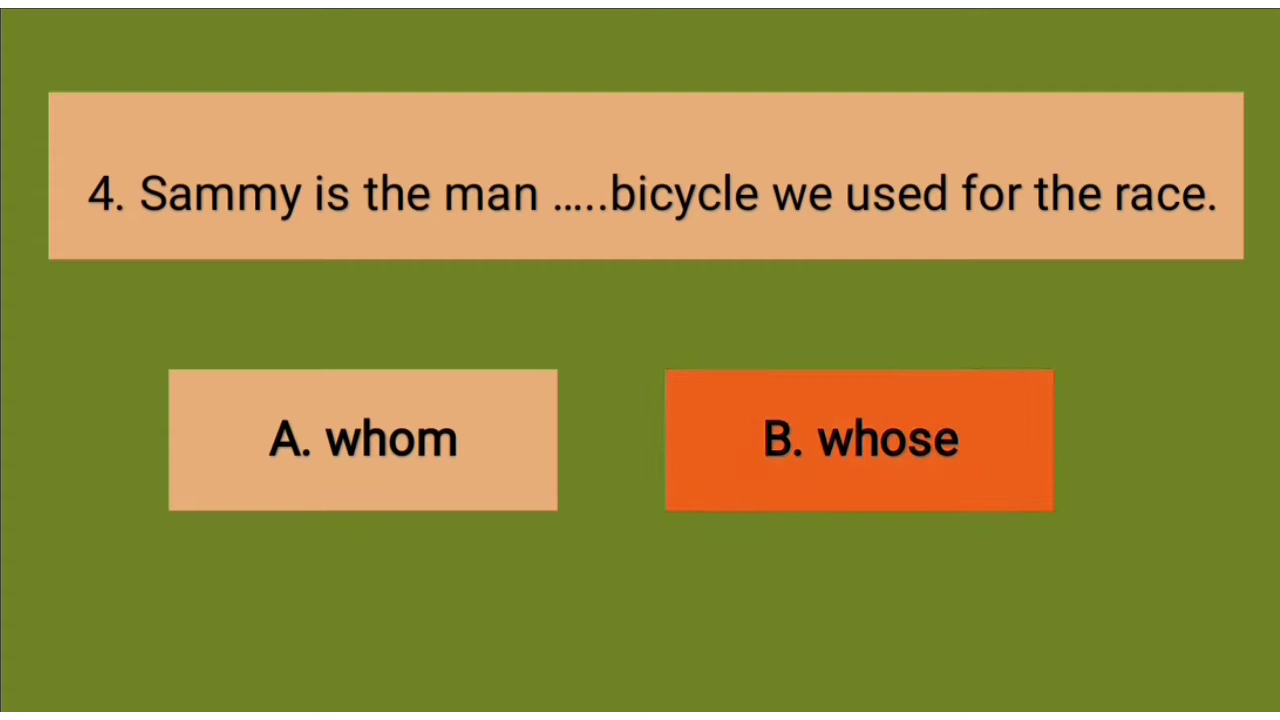 4. Sammy is the man .....bicycle we used for the race.
A. whom
B. whose